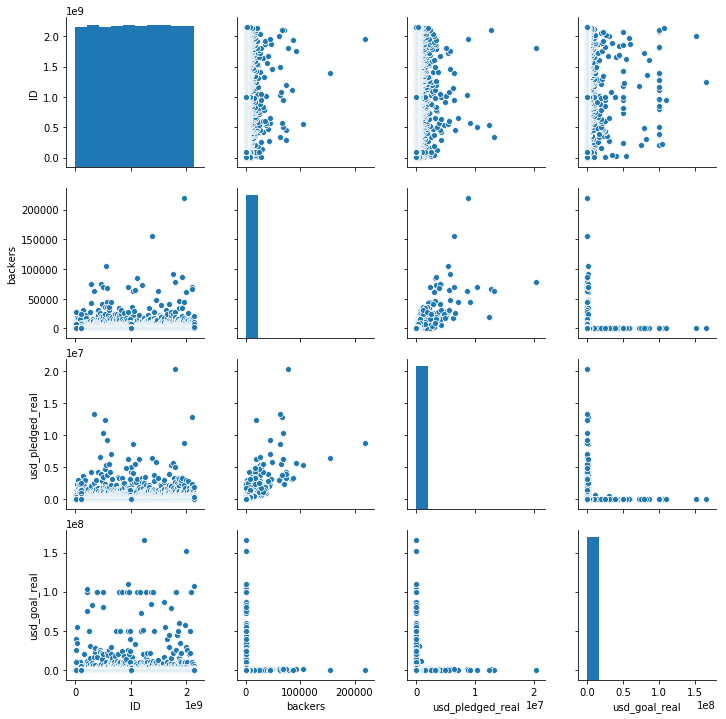 1e9
2.0
1.5
1.0
0.5
0.0
ID
200000
150000
100000
50000
0
backers
1e7
2.0
1.5
1.0
0.5
0.0
usd_pledged_real
1e8
1.5
1.0
0.5
0.0
usd_goal_real
0 1 2 0 100000 200000 0 1 2 0.0 0.5 1.0 1.5
1e9 1e7 1e8
ID backers usd_pledged_real usd_goal_real